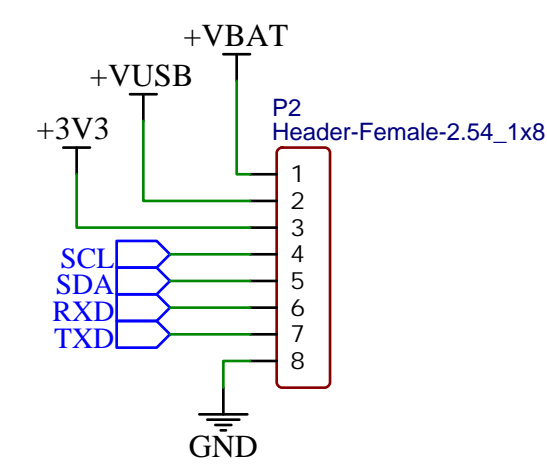 +VBAT
+VUSB
+3V3
P2
Header-Female-2.54_1x8
1
2
3
SCL 4
SDA 5
RXD 6
TXD 7
8
GND